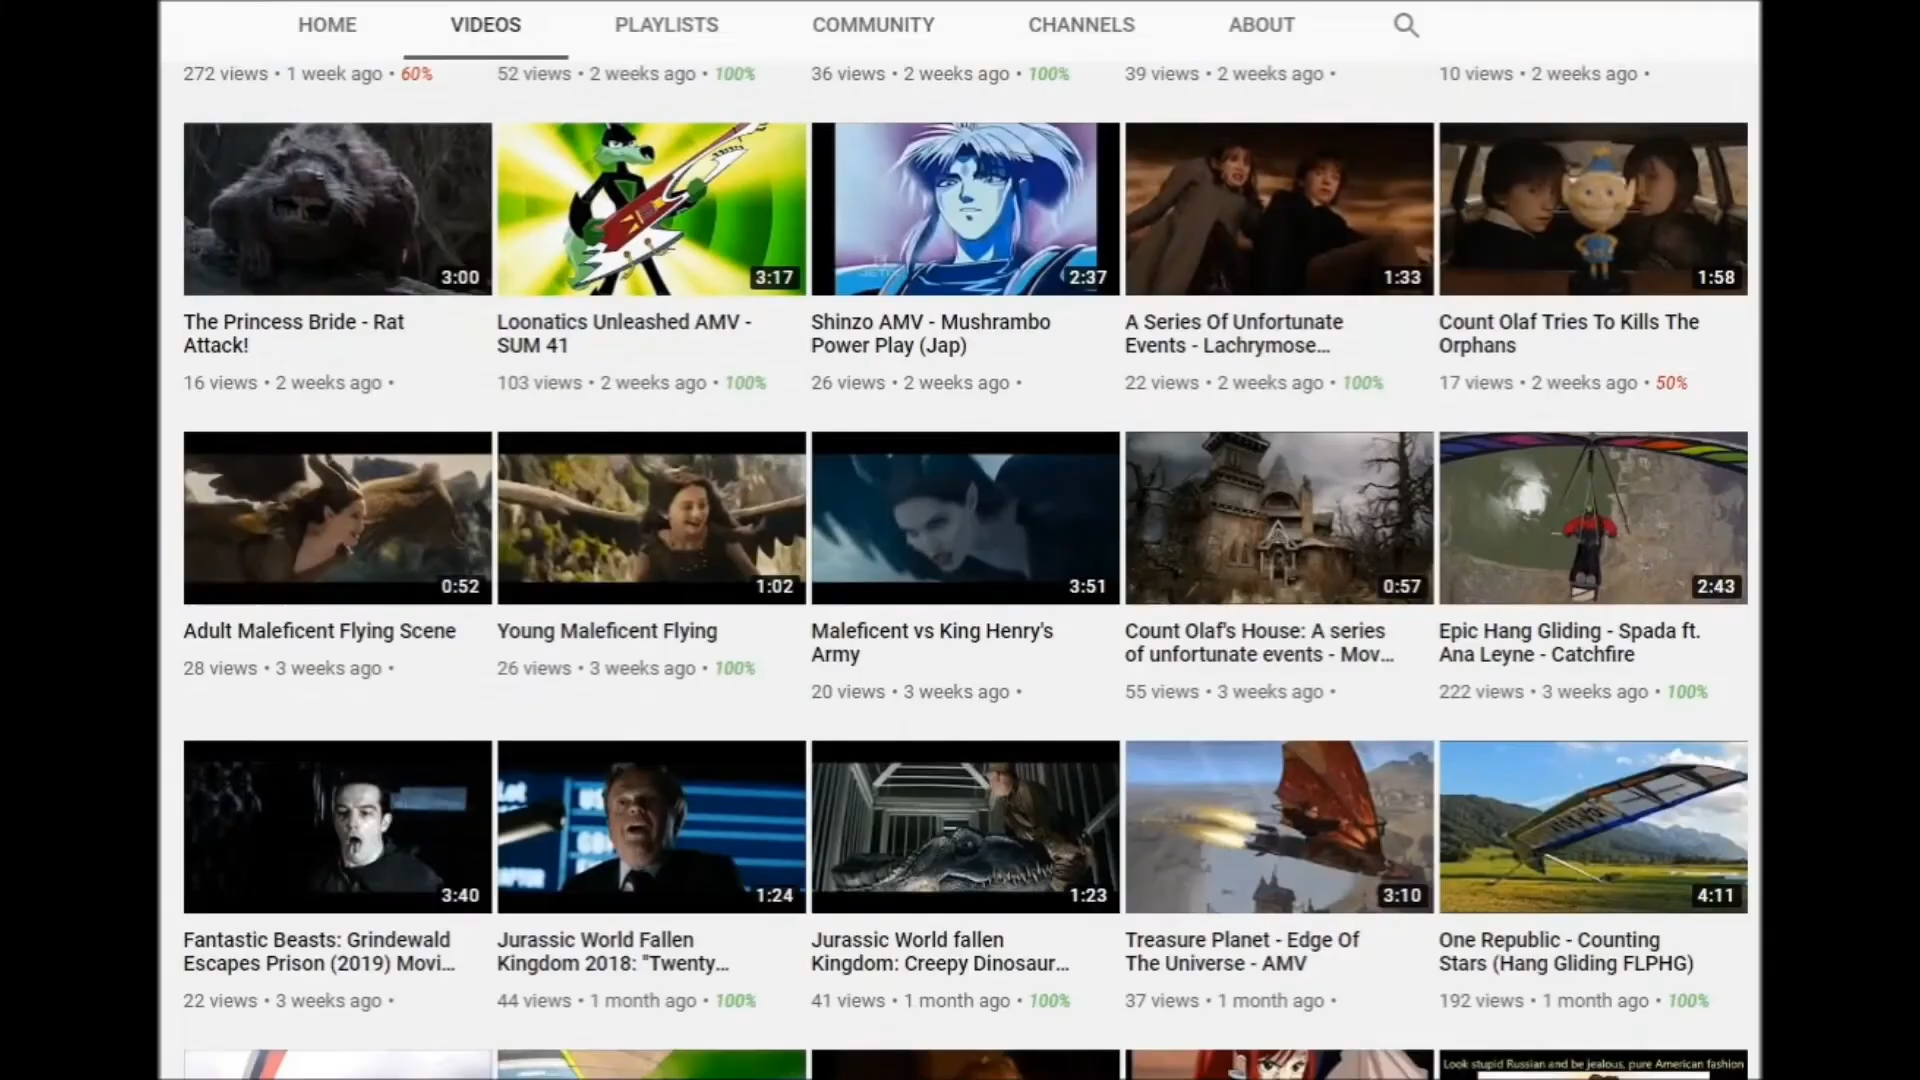 HOME VIDEOS PLAYLISTS COMMUNITY CHANNELS ABOUT
272 views • 1 week ago • 60%
52 views • 2 weeks ago • 100%
36 views • 2 weeks ago • 100%
39 views • 2 weeks ago •
10 views • 2 weeks ago •
3:00
The Princess Bride - Rat
Attack!
16 views • 2 weeks ago •
3:17
Loonatics Unleashed AMV -
SUM 41
103 views • 2 weeks ago • 100%
2:37
Shinzo AMV - Mushrambo
Power Play (Jap)
26 views • 2 weeks ago •
1:33
A Series Of Unfortunate
Events - Lachrymose...
22 views • 2 weeks ago • 100%
1:58
Count Olaf Tries To Kills The
Orphans
17 views • 2 weeks ago • 50%
0:52
Adult Maleficent Flying Scene
28 views • 3 weeks ago •
1:02
Young Maleficent Flying
26 views • 3 weeks ago • 100%
3:51
Maleficent vs King Henry's
Army
20 views • 3 weeks ago •
0:57
Count Olaf's House: A series
of unfortunate events - Mov...
55 views • 3 weeks ago •
2:43
Epic Hang Gliding - Spada ft.
Ana Leyne - Catchfire
222 views • 3 weeks ago • 100%
3:40
Fantastic Beasts: Grindewald
Escapes Prison (2019) Movi...
22 views • 3 weeks ago •
1:24
Jurassic World Fallen
Kingdom 2018: "Twenty...
44 views • 1 month ago • 100%
1:23
Jurassic World fallen
Kingdom: Creepy Dinosaur...
41 views • 1 month ago • 100%
3:10
Treasure Planet - Edge Of
The Universe - AMV
37 views • 1 month ago •
4:11
One Republic - Counting
Stars (Hang Gliding FLPHG)
192 views • 1 month ago • 100%
Look stupid Russian and be jealous, pure American fashion